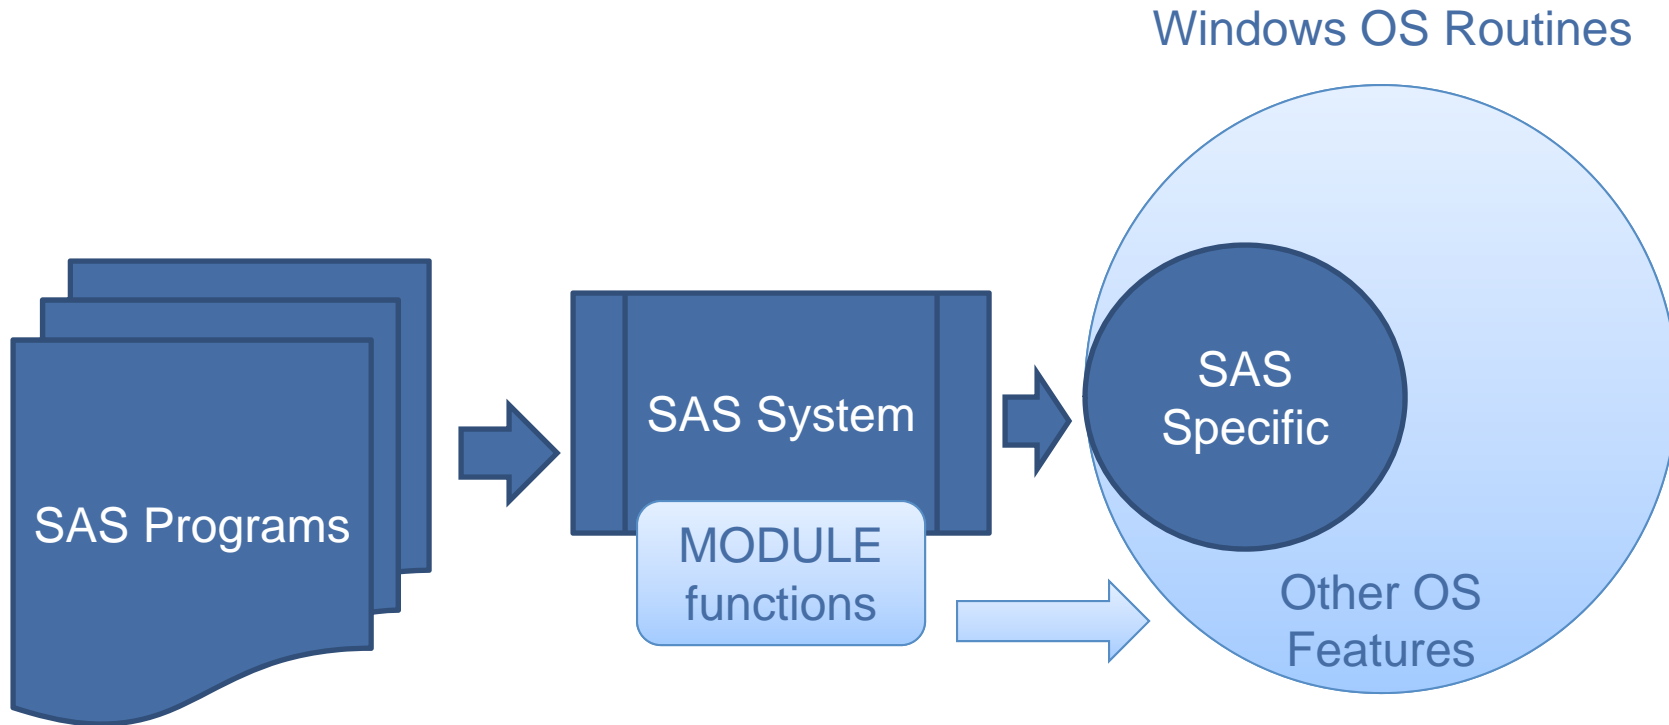 Windows OS Routines
SAS Programs
SAS System
MODULE
functions
SAS
Specific
Other OS
Features